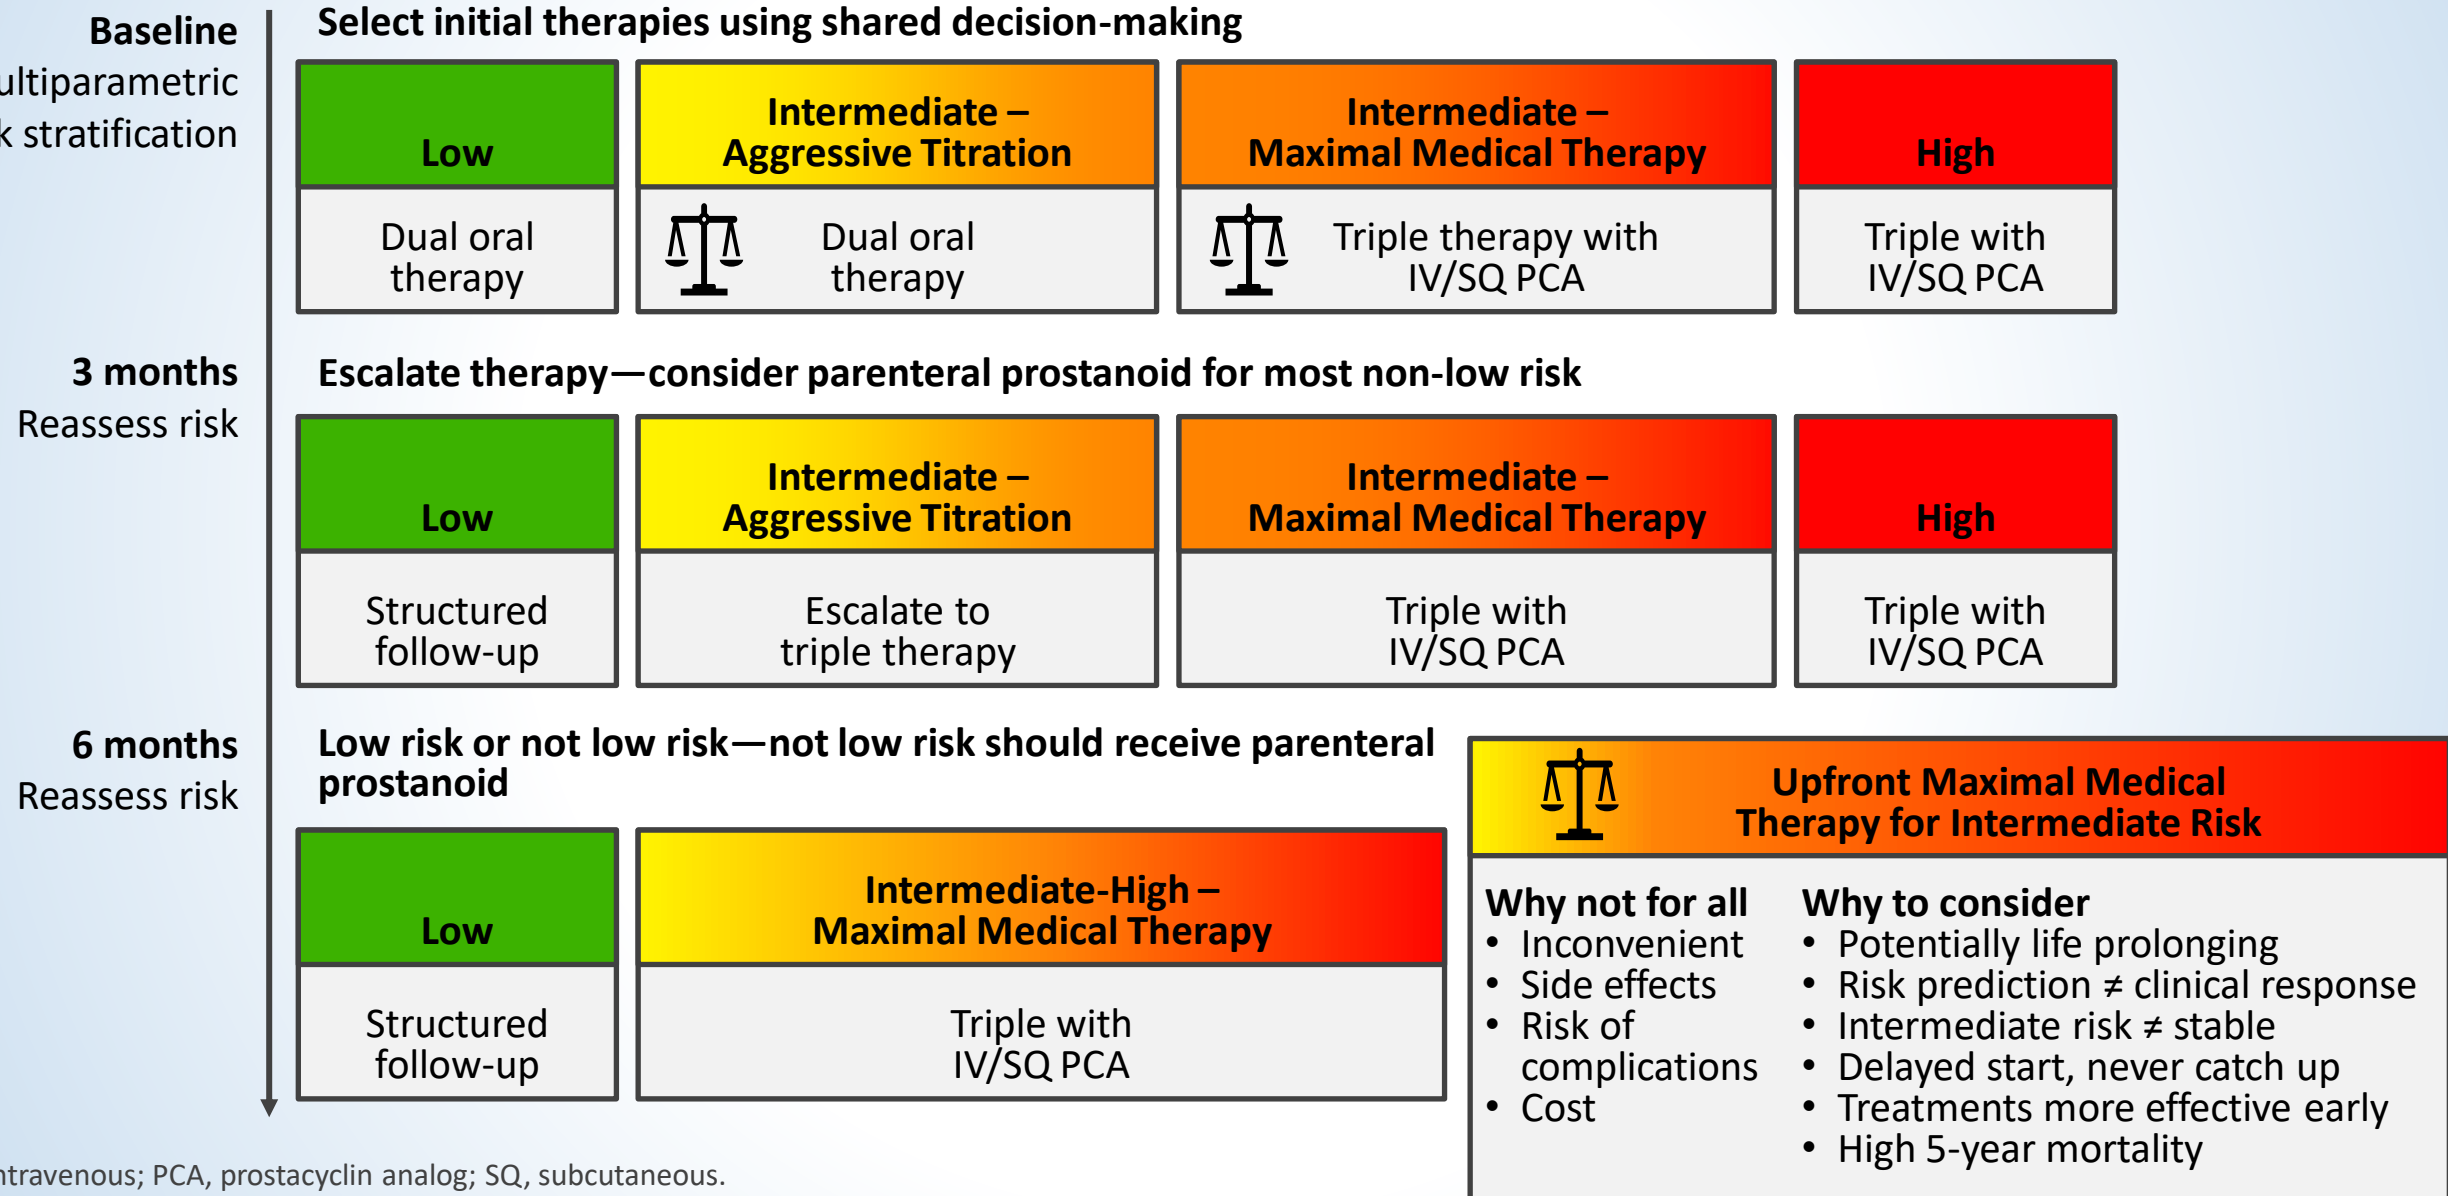 Baseline
ultiparametric
k stratification
Select initial therapies using shared decision-making
Low
Dual oral
therapy
Intermediate –
Aggressive Titration
Dual oral
therapy
Intermediate –
Maximal Medical Therapy
Triple therapy with
IV/SQ PCA
High
Triple with
IV/SQ PCA
3 months
Reassess risk
Escalate therapy—consider parenteral prostanoid for most non-low risk
Low
Structured
follow-up
Intermediate –
Aggressive Titration
Escalate to
triple therapy
Intermediate –
Maximal Medical Therapy
Triple with
IV/SQ PCA
High
Triple with
IV/SQ PCA
6 months
Reassess risk
Low risk or not low risk—not low risk should receive parenteral
prostanoid
Low
Structured
follow-up
Intermediate-High –
Maximal Medical Therapy
Triple with
IV/SQ PCA
Upfront Maximal Medical
Therapy for Intermediate Risk
Why not for all
• Inconvenient
• Side effects
• Risk of
complications
• Cost
Why to consider
• Potentially life prolonging
• Risk prediction ≠ clinical response
• Intermediate risk ≠ stable
• Delayed start, never catch up
• Treatments more effective early
• High 5-year mortality
ntravenous; PCA, prostacyclin analog; SQ, subcutaneous.